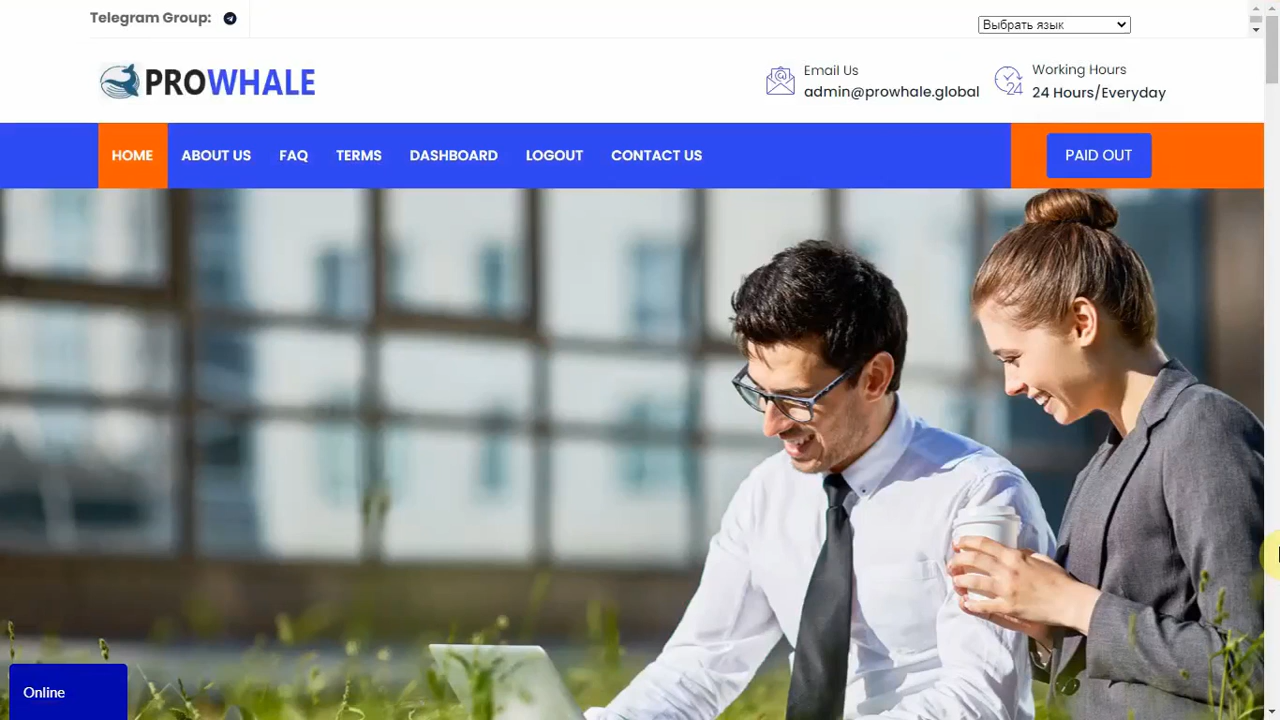 Telegram Group:
Выбрать язык
PROWHALE
Email Us
admin@prowhale.global
24
Working Hours
24 Hours/Everyday
HOME
ABOUT US
FAQ
TERMS
DASHBOARD
LOGOUT
CONTACT US
PAID OUT
Online